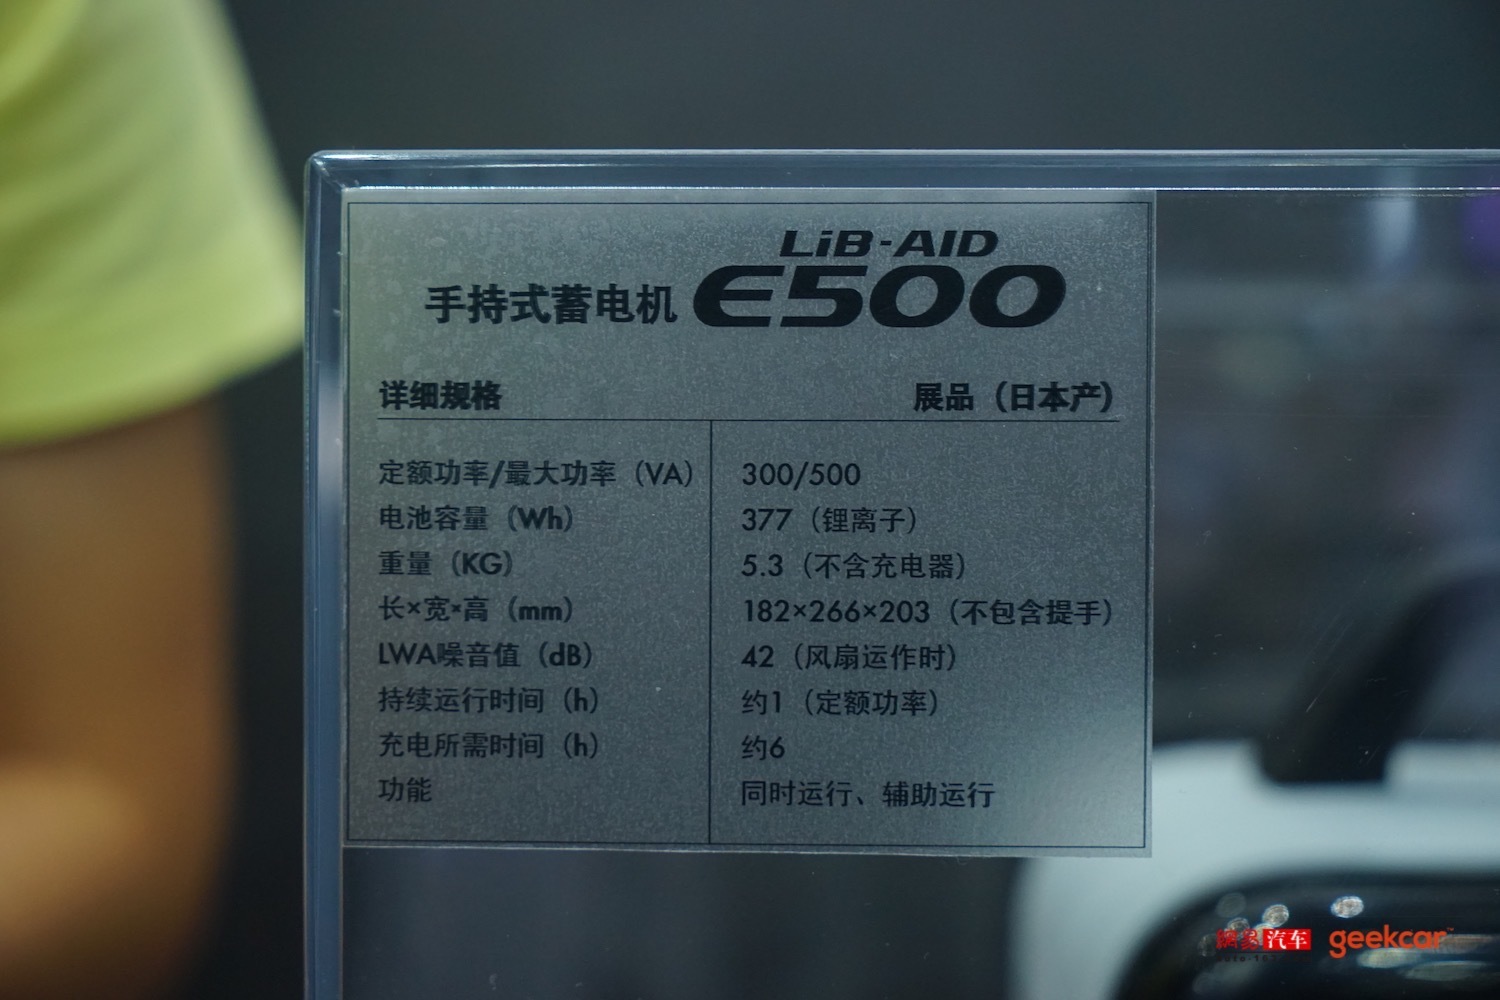 LiB-AID
手持式蓄电机 E500
详细规格 展品（日本产）
定额功率/最大功率（VA） 300/500
电池容量（Wh） 377（锂离子）
重量（KG） 5.3（不含充电器）
长×宽×高（mm） 182×266×203（不包含提手）
LWA噪音值（dB） 42（风扇运作时）
持续运行时间（h） 约1（定额功率）
充电所需时间（h） 约6
功能 同时运行、辅助运行
網易汽车 geekcar